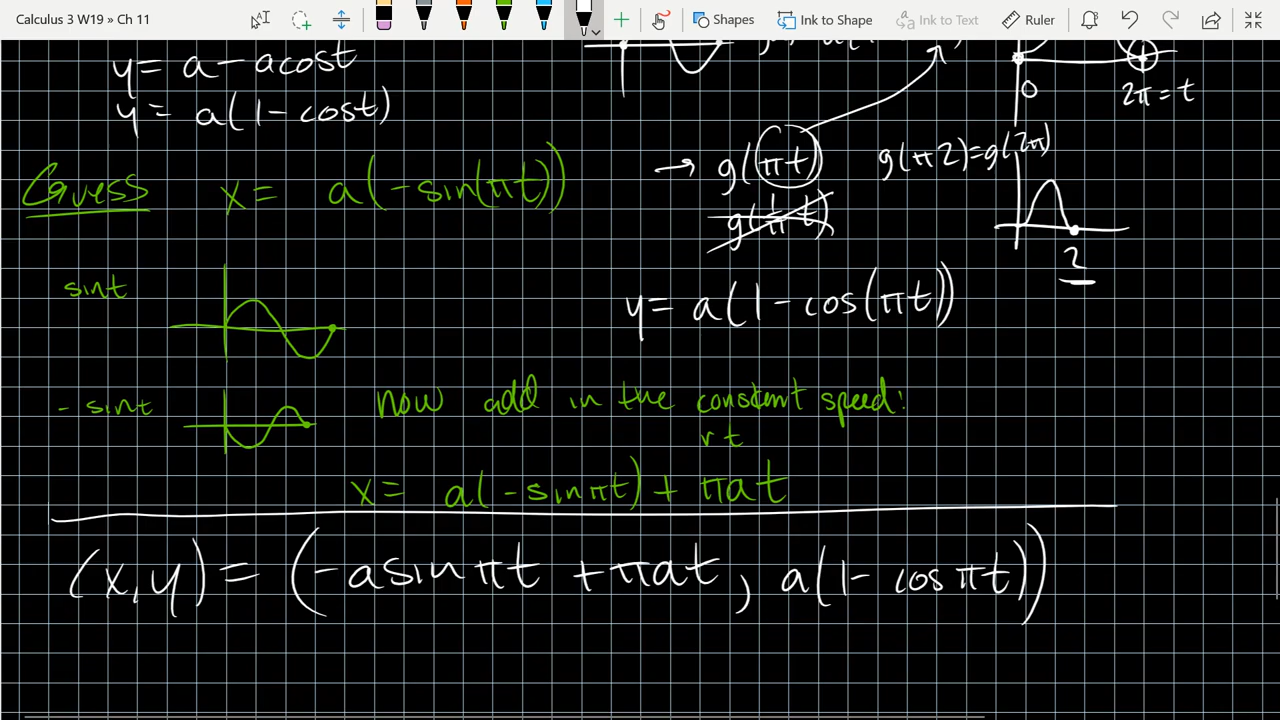 Calculus 3 W19 » Ch 11
Shapes
Ink to Shape
Ink to Text
Ruler
y = a - acost
y = a(1 - cost)
0
2π = t
Guess x = a(-sin(πt))
→ g(πt)
g(π2) = g(2π)
g(1/π t)
2
sint
y = a(1 - cos(πt))
- sint
now add in the constant speed:
rt
x = a(-sinπt) + πat
(x,y) = (-asinπt + πat, a(1 - cosπt))